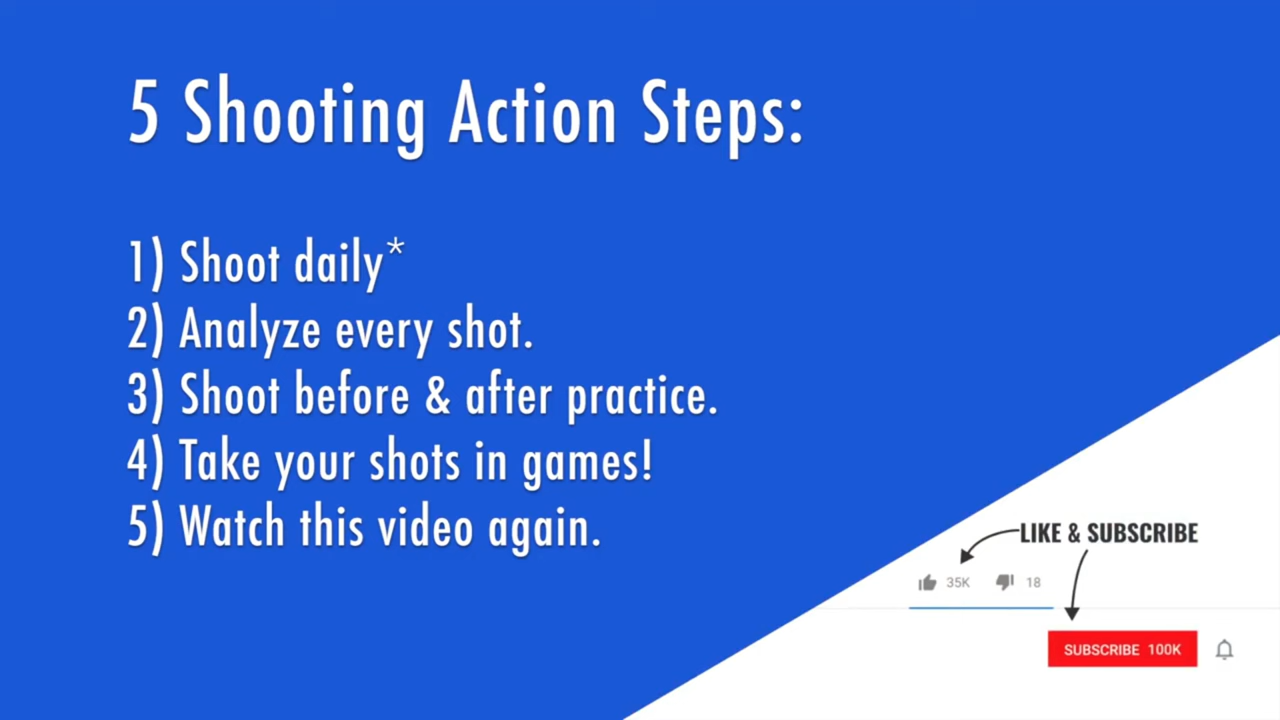 5 Shooting Action Steps:
1) Shoot daily*
2) Analyze every shot.
3) Shoot before & after practice.
4) Take your shots in games!
5) Watch this video again.
LIKE & SUBSCRIBE
35K 18
SUBSCRIBE 100K